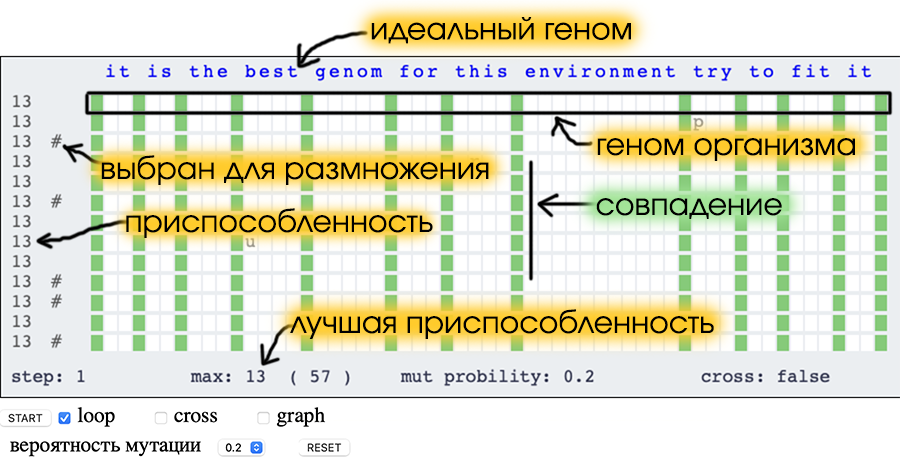 идеальный геном
it is the best genom for this environment try to fit it
13
13 p
13 #
геном организма
выбран для размножения
13
13
13 #
совпадение
13
приспособленность
13 u
13
13 #
13 #
13
лучшая приспособленность
13 #
step: 1 max: 13 ( 57 ) mut probility: 0.2 cross: false
START loop cross graph
вероятность мутации 0.2 RESET